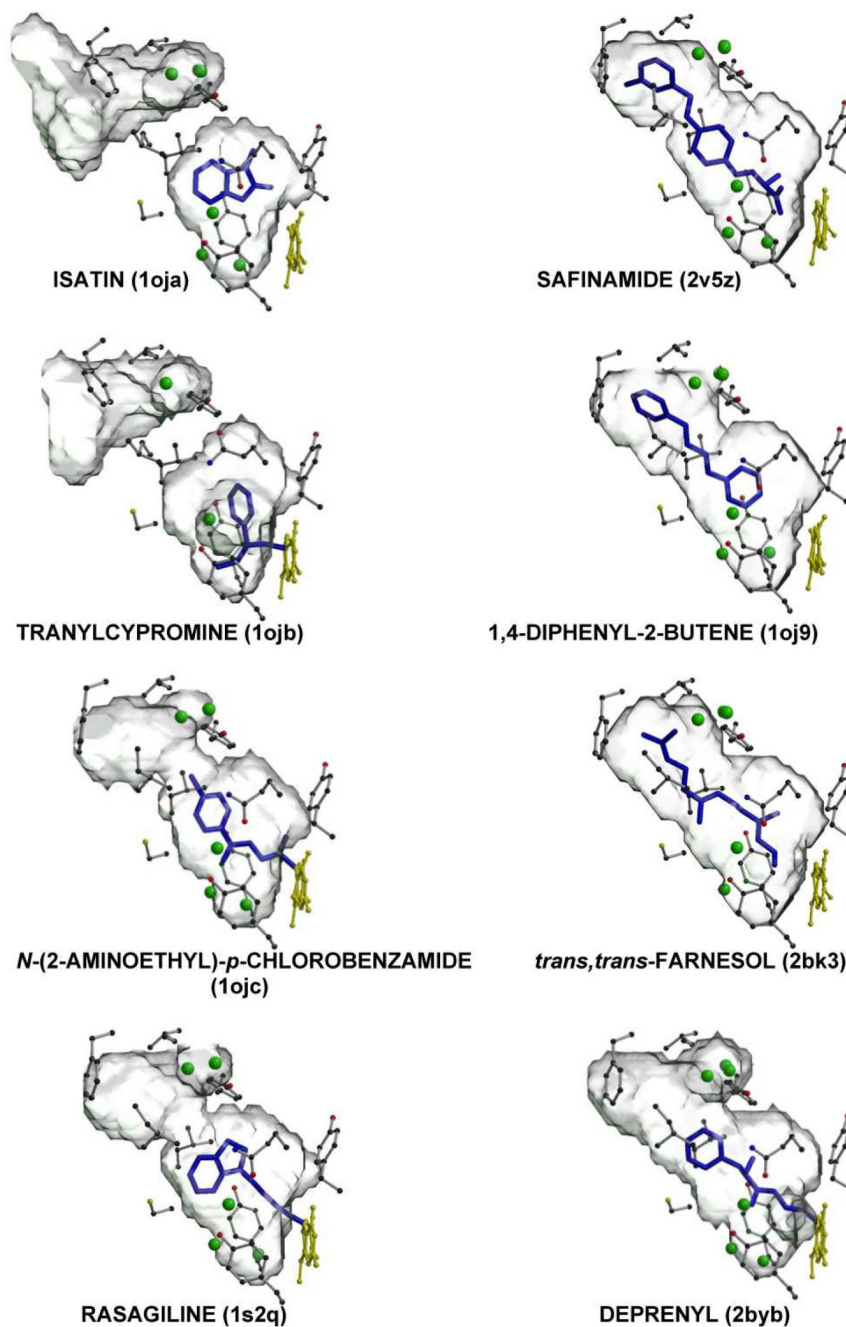 ISATIN (1oja)
SAFINAMIDE (2v5z)
TRANYLCYPROMINE (1ojb)
1,4-DIPHENYL-2-BUTENE (1oj9)
N-(2-AMINOETHYL)-p-CHLOROBENZAMIDE
(1ojc)
trans,trans-FARNESOL (2bk3)
RASAGILINE (1s2q)
DEPRENYL (2byb)